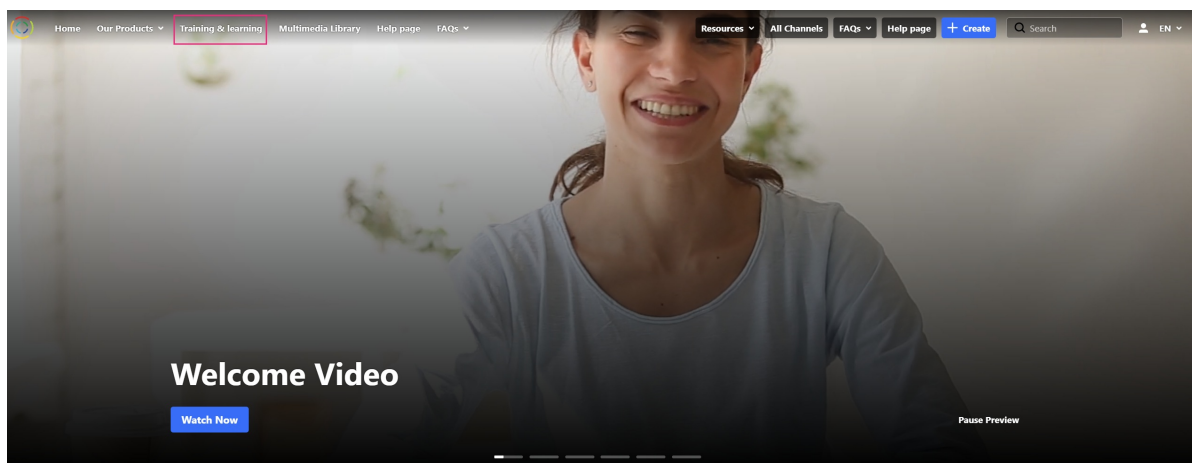 Home Our Products Training & learning Multimedia Library Help page FAQs Resources All Channels FAQs Help page + Create Search EN
Welcome Video
Watch Now
Pause Preview